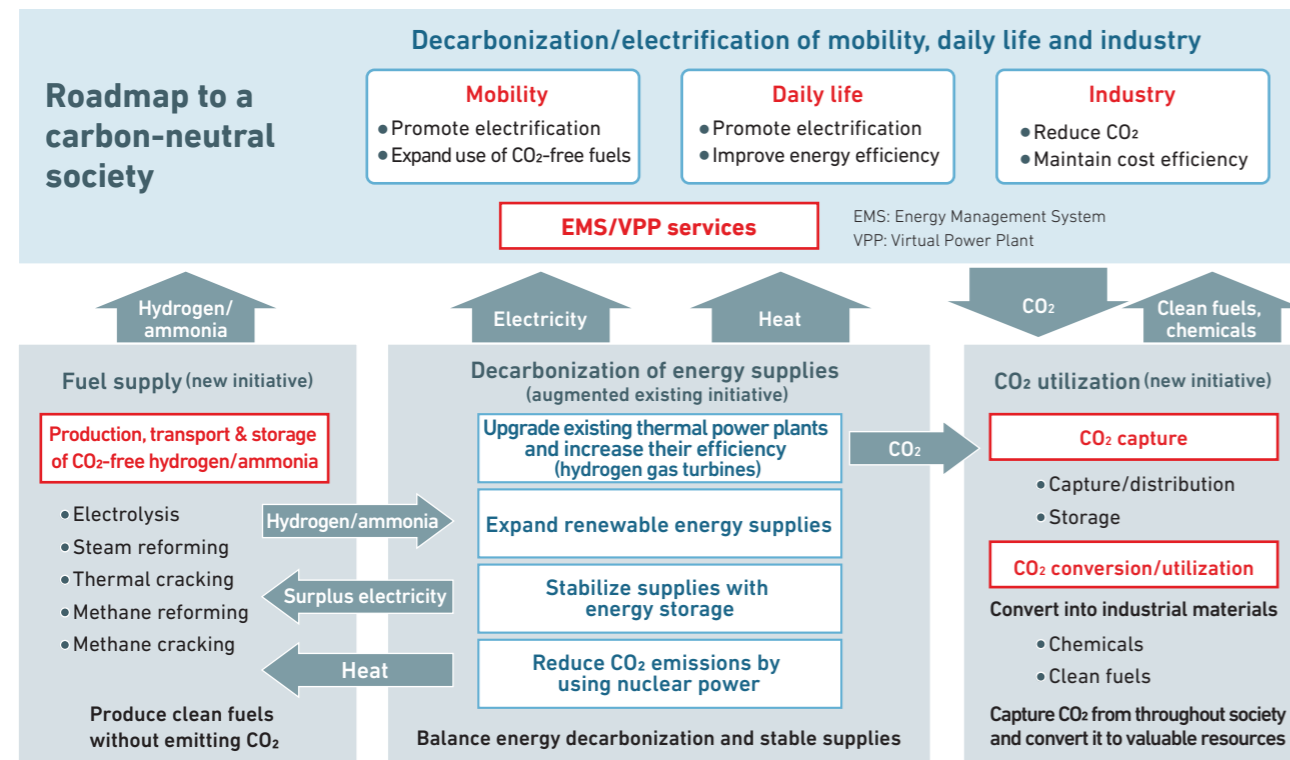 Decarbonization/electrification of mobility, daily life and industry
Roadmap to a
carbon-neutral
society
Mobility
• Promote electrification
• Expand use of CO₂-free fuels
Daily life
• Promote electrification
• Improve energy efficiency
Industry
• Reduce CO₂
• Maintain cost efficiency
EMS/VPP services
EMS: Energy Management System
VPP: Virtual Power Plant
Hydrogen/
ammonia
Electricity
Heat
CO₂
Clean fuels,
chemicals
Fuel supply (new initiative)
Production, transport & storage
of CO₂-free hydrogen/ammonia
• Electrolysis
• Steam reforming
• Thermal cracking
• Methane reforming
• Methane cracking
Produce clean fuels
without emitting CO₂
Hydrogen/ammonia
Surplus electricity
Heat
Decarbonization of energy supplies
(augmented existing initiative)
Upgrade existing thermal power plants
and increase their efficiency
(hydrogen gas turbines)
Expand renewable energy supplies
Stabilize supplies with
energy storage
Reduce CO₂ emissions by
using nuclear power
Balance energy decarbonization and stable supplies
CO₂
CO₂ utilization (new initiative)
CO₂ capture
• Capture/distribution
• Storage
CO₂ conversion/utilization
Convert into industrial materials
• Chemicals
• Clean fuels
Capture CO₂ from throughout society
and convert it to valuable resources